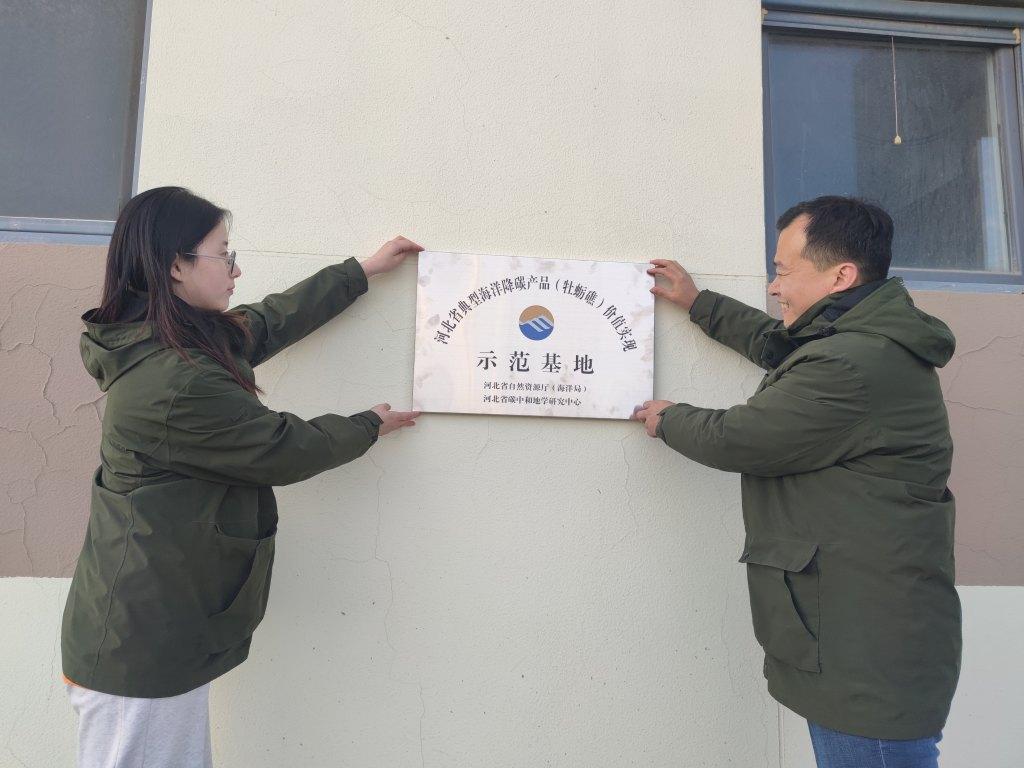 河北省典型海洋降碳产品（牡蛎礁）价值实现
示范基地
河北省自然资源厅（海洋局）
河北省碳中和地学研究中心